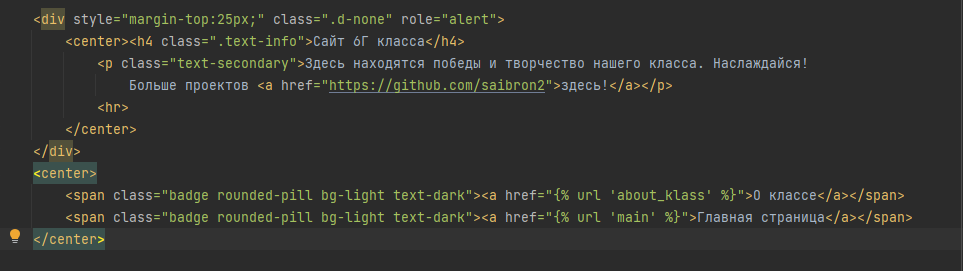 <div style="margin-top:25px;" class=".d-none" role="alert">
<center><h4 class=".text-info">Сайт 6Г класса</h4>
<p class="text-secondary">Здесь находятся победы и творчество нашего класса. Наслаждайся!
Больше проектов <a href="https://github.com/saibron2">здесь!</a></p>
<hr>
</center>
</div>
<center>
<span class="badge rounded-pill bg-light text-dark"><a href="{% url 'about_klass' %}">О классе</a></span>
<span class="badge rounded-pill bg-light text-dark"><a href="{% url 'main' %}">Главная страница</a></span>
</center>